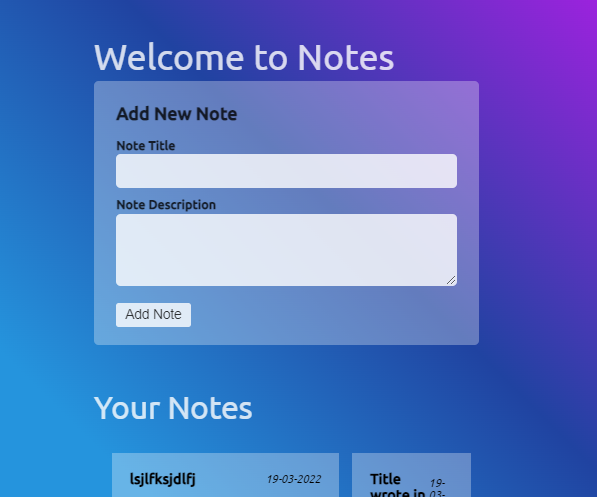 Welcome to Notes
Add New Note
Note Title
Note Description
Add Note
Your Notes
lsjlfksjdlfj 19-03-2022
Title 19-
wrote in 03-